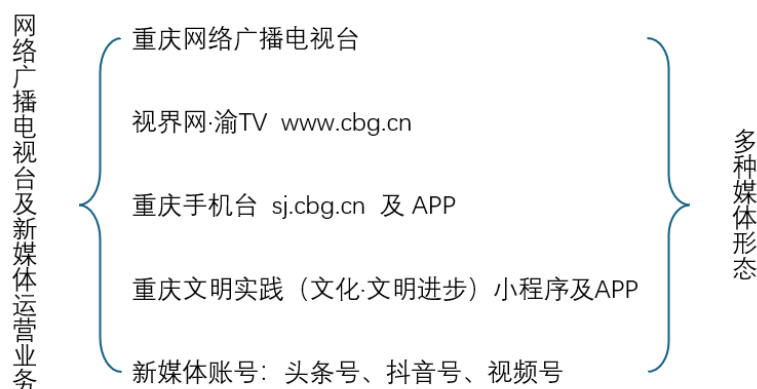 网络广播电视台及新媒体运营业务
重庆网络广播电视台
视界网·渝TV www.cbg.cn
重庆手机台 sj.cbg.cn 及 APP
重庆文明实践（文化·文明进步）小程序及APP
新媒体账号：头条号、抖音号、视频号
多种媒体形态